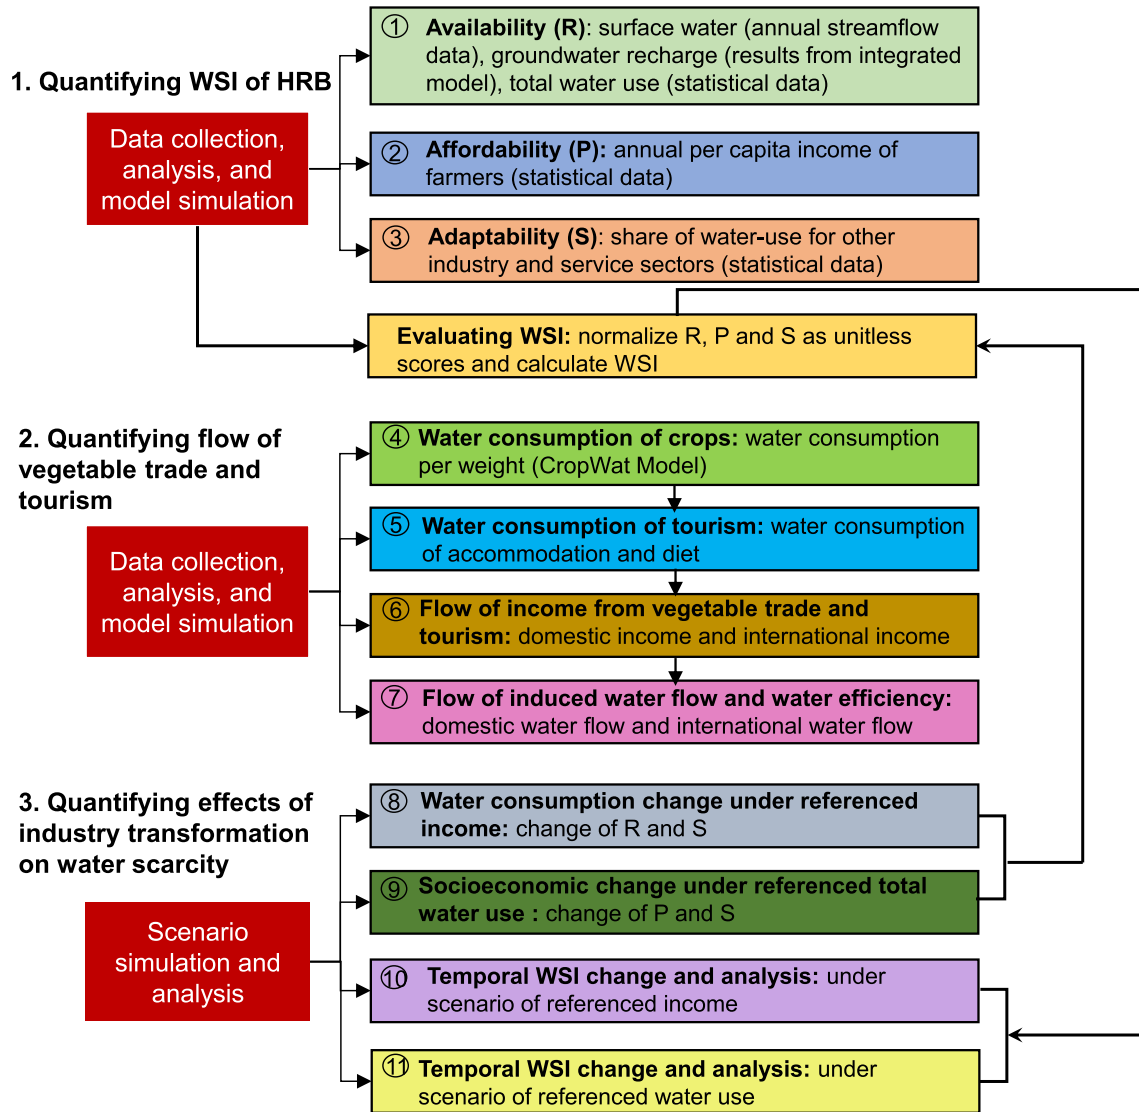 1. Quantifying WSI of HRB
Data collection,
analysis, and
model simulation
① Availability (R): surface water (annual streamflow
data), groundwater recharge (results from integrated
model), total water use (statistical data)
② Affordability (P): annual per capita income of
farmers (statistical data)
③ Adaptability (S): share of water-use for other
industry and service sectors (statistical data)
Evaluating WSI: normalize R, P and S as unitless
scores and calculate WSI
2. Quantifying flow of
vegetable trade and
tourism
Data collection,
analysis, and
model simulation
④ Water consumption of crops: water consumption
per weight (CropWat Model)
⑤ Water consumption of tourism: water consumption
of accommodation and diet
⑥ Flow of income from vegetable trade and
tourism: domestic income and international income
⑦ Flow of induced water flow and water efficiency:
domestic water flow and international water flow
3. Quantifying effects of
industry transformation
on water scarcity
Scenario
simulation and
analysis
⑧ Water consumption change under referenced
income: change of R and S
⑨ Socioeconomic change under referenced total
water use : change of P and S
⑩ Temporal WSI change and analysis: under
scenario of referenced income
⑪ Temporal WSI change and analysis: under
scenario of referenced water use